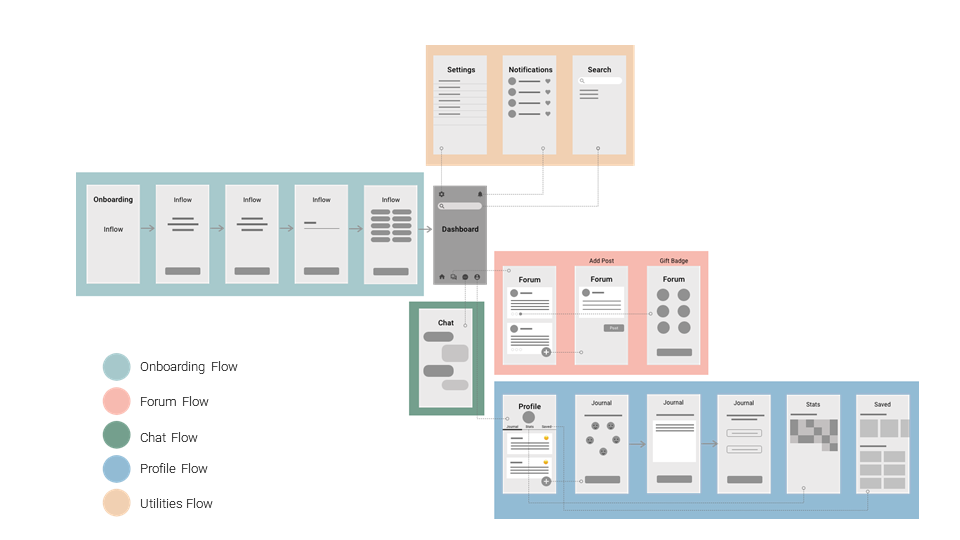 Settings
Notifications
Search
Onboarding
Inflow
Inflow
Inflow
Inflow
Inflow
Dashboard
Add Post
Gift Badge
Forum
Forum
Forum
Post
Chat
Onboarding Flow
Forum Flow
Chat Flow
Profile Flow
Utilities Flow
Profile
Journal
Stats
Saved
Journal
Journal
Journal
Stats
Saved